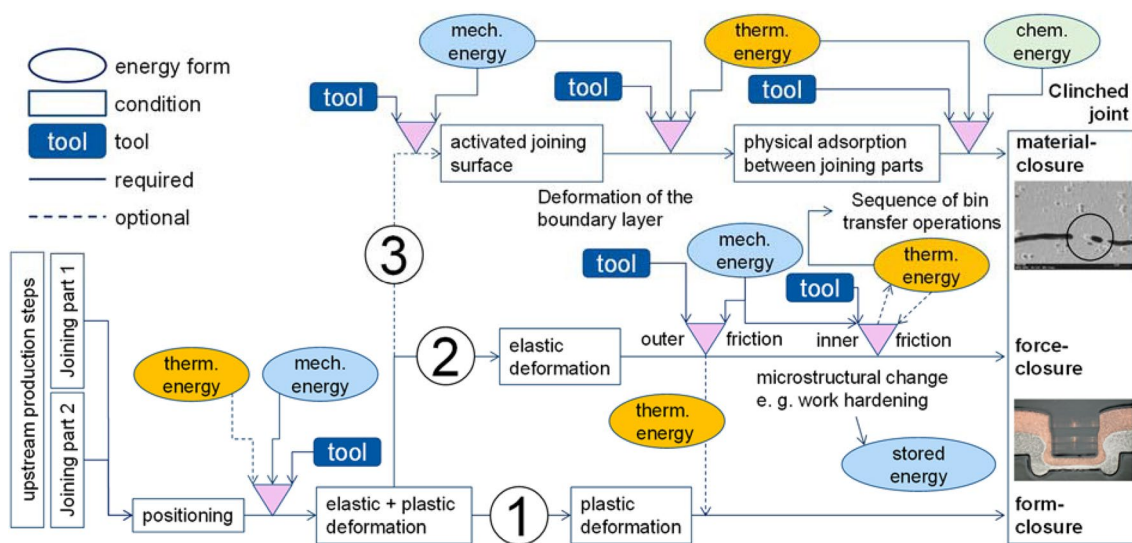 energy form
condition
tool
tool
required
optional
mech.
energy
therm.
energy
chem.
energy
tool
tool
tool
Clinched
joint
activated joining
surface
physical adsorption
between joining parts
material-
closure
Deformation of the
boundary layer
Sequence of bin
transfer operations
3
tool
mech.
energy
tool
therm.
energy
outer
friction
inner
friction
2
elastic
deformation
force-
closure
microstructural change
e. g. work hardening
therm.
energy
stored
energy
upstream production steps
Joining part 1
Joining part 2
therm.
energy
mech.
energy
tool
positioning
elastic + plastic
deformation
1
plastic
deformation
form-
closure